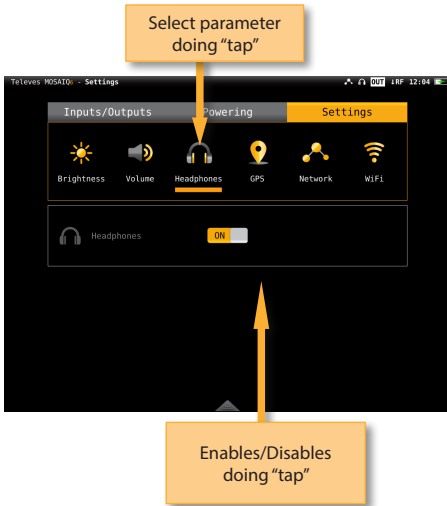 Select parameter
doing “tap”
Televes MOSAIQ6 - Settings OUT ↓RF 12:04
Inputs/Outputs Powering Settings
Brightness Volume Headphones GPS Network WiFi
Headphones ON
Enables/Disables
doing “tap”